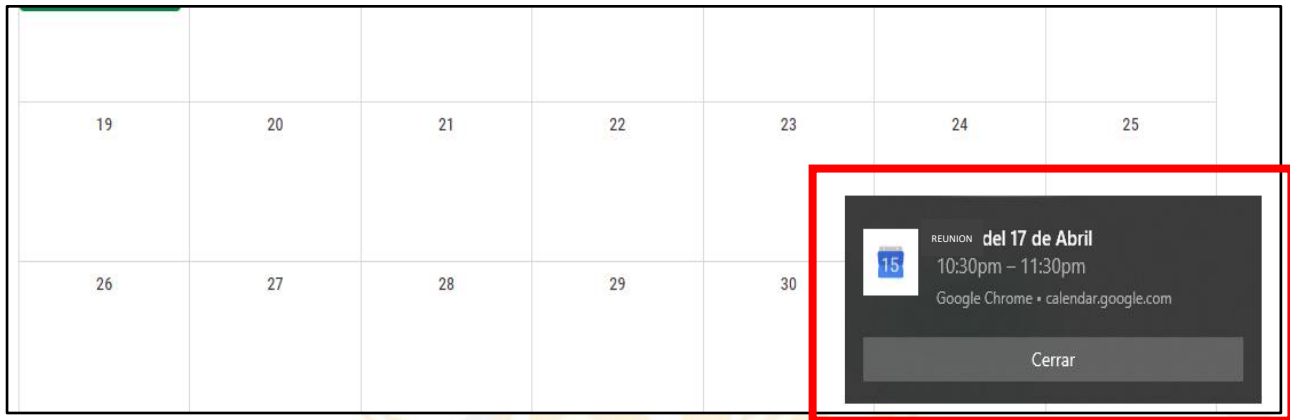 19 20 21 22 23 24 25
REUNION del 17 de Abril
15
10:30pm – 11:30pm
Google Chrome • calendar.google.com
26 27 28 29 30
Cerrar